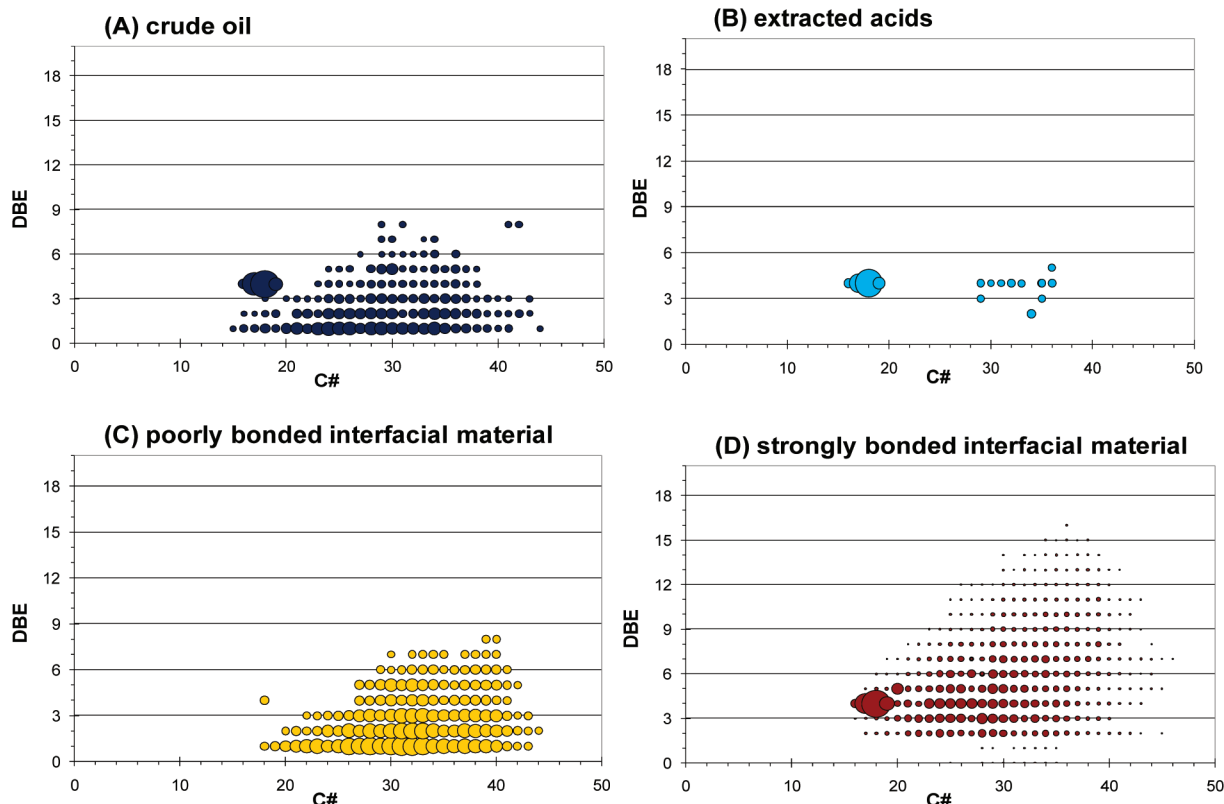 (A) crude oil
18
15
12
9
6
3
0
DBE
0 10 20 30 40 50
C#
(B) extracted acids
18
15
12
9
6
3
0
DBE
0 10 20 30 40 50
C#
(C) poorly bonded interfacial material
18
15
12
9
6
3
0
DBE
0 10 20 30 40 50
C#
(D) strongly bonded interfacial material
18
15
12
9
6
3
0
DBE
0 10 20 30 40 50
C#